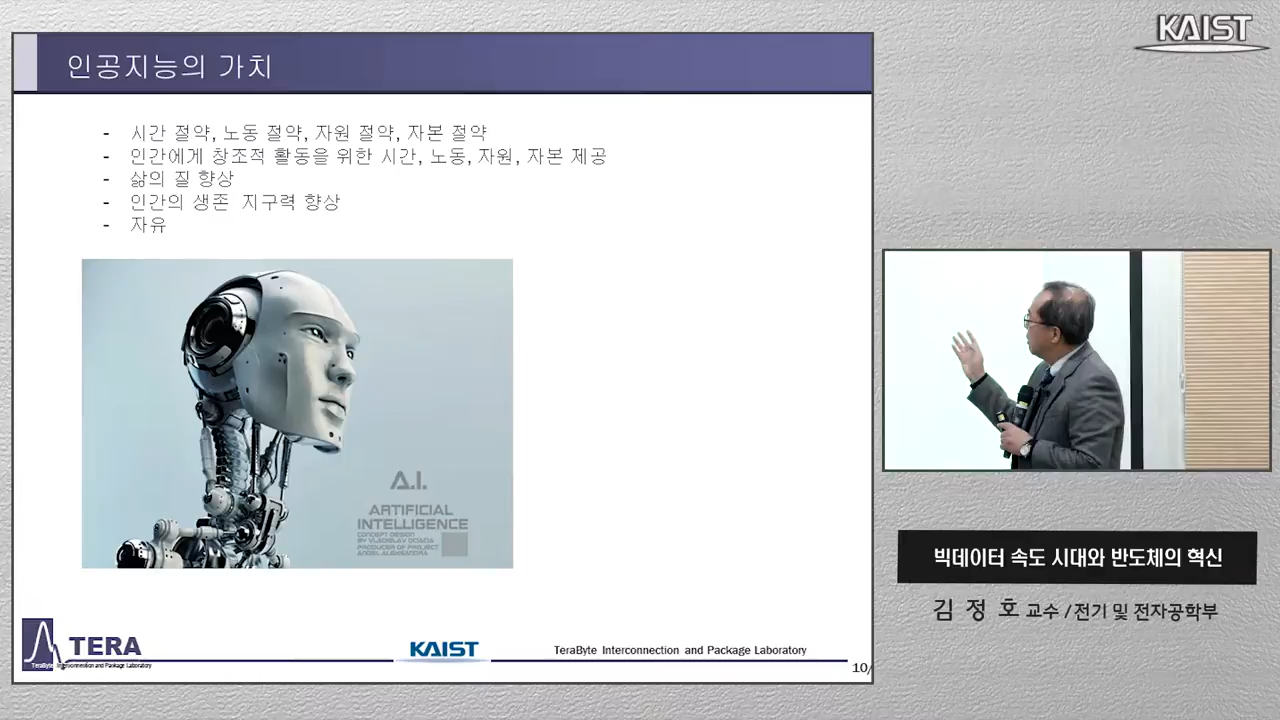 KAIST
인공지능의 가치
- 시간 절약, 노동 절약, 자원 절약, 자본 절약
- 인간에게 창조적 활동을 위한 시간, 노동, 자원, 자본 제공
- 삶의 질 향상
- 인간의 생존 지구력 향상
- 자유
A.I.
ARTIFICIAL
INTELLIGENCE
CONCEPT DESIGN
PRODUCER OF PROJECT
빅데이터 속도 시대와 반도체의 혁신
김 정 호 교수 / 전기 및 전자공학부
TERA
TeraByte Interconnection and Package Laboratory
KAIST
TeraByte Interconnection and Package Laboratory
10/